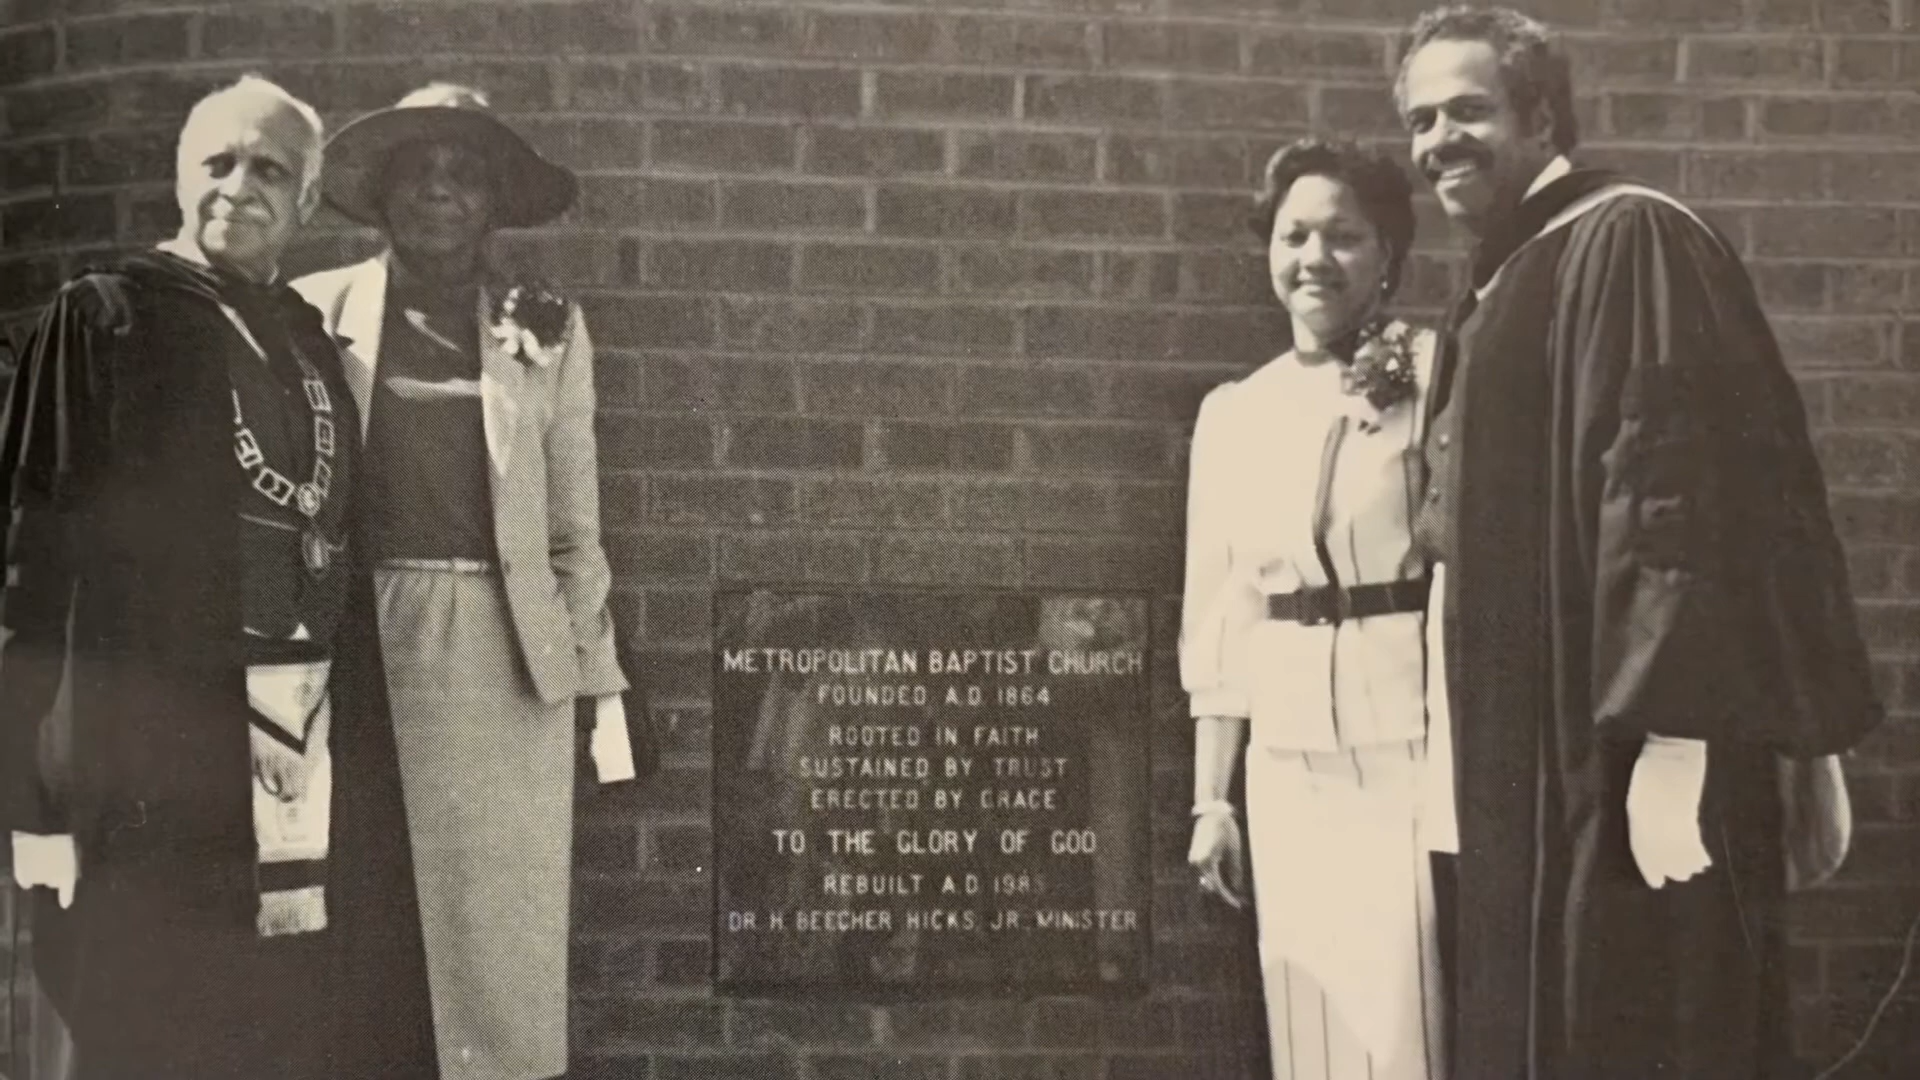 METROPOLITAN BAPTIST CHURCH
FOUNDED A.D. 1864
ROOTED IN FAITH
SUSTAINED BY TRUST
ERECTED BY GRACE
TO THE GLORY OF GOD
REBUILT A.D.
DR. H. BEECHER HICKS, JR. MINISTER